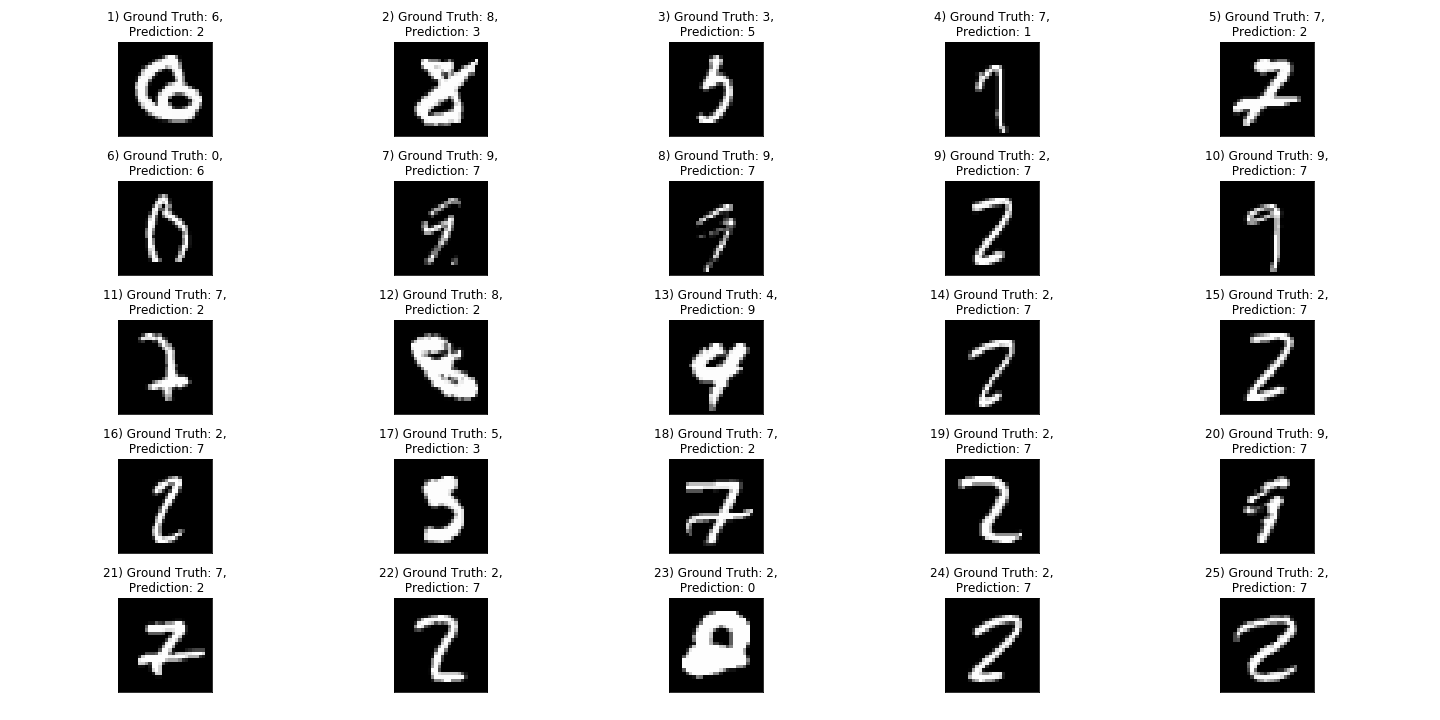 1) Ground Truth: 6,
Prediction: 2
2) Ground Truth: 8,
Prediction: 3
3) Ground Truth: 3,
Prediction: 5
4) Ground Truth: 7,
Prediction: 1
5) Ground Truth: 7,
Prediction: 2
6) Ground Truth: 0,
Prediction: 6
7) Ground Truth: 9,
Prediction: 7
8) Ground Truth: 9,
Prediction: 7
9) Ground Truth: 2,
Prediction: 7
10) Ground Truth: 9,
Prediction: 7
11) Ground Truth: 7,
Prediction: 2
12) Ground Truth: 8,
Prediction: 2
13) Ground Truth: 4,
Prediction: 9
14) Ground Truth: 2,
Prediction: 7
15) Ground Truth: 2,
Prediction: 7
16) Ground Truth: 2,
Prediction: 7
17) Ground Truth: 5,
Prediction: 3
18) Ground Truth: 7,
Prediction: 2
19) Ground Truth: 2,
Prediction: 7
20) Ground Truth: 9,
Prediction: 7
21) Ground Truth: 7,
Prediction: 2
22) Ground Truth: 2,
Prediction: 7
23) Ground Truth: 2,
Prediction: 0
24) Ground Truth: 2,
Prediction: 7
25) Ground Truth: 2,
Prediction: 7